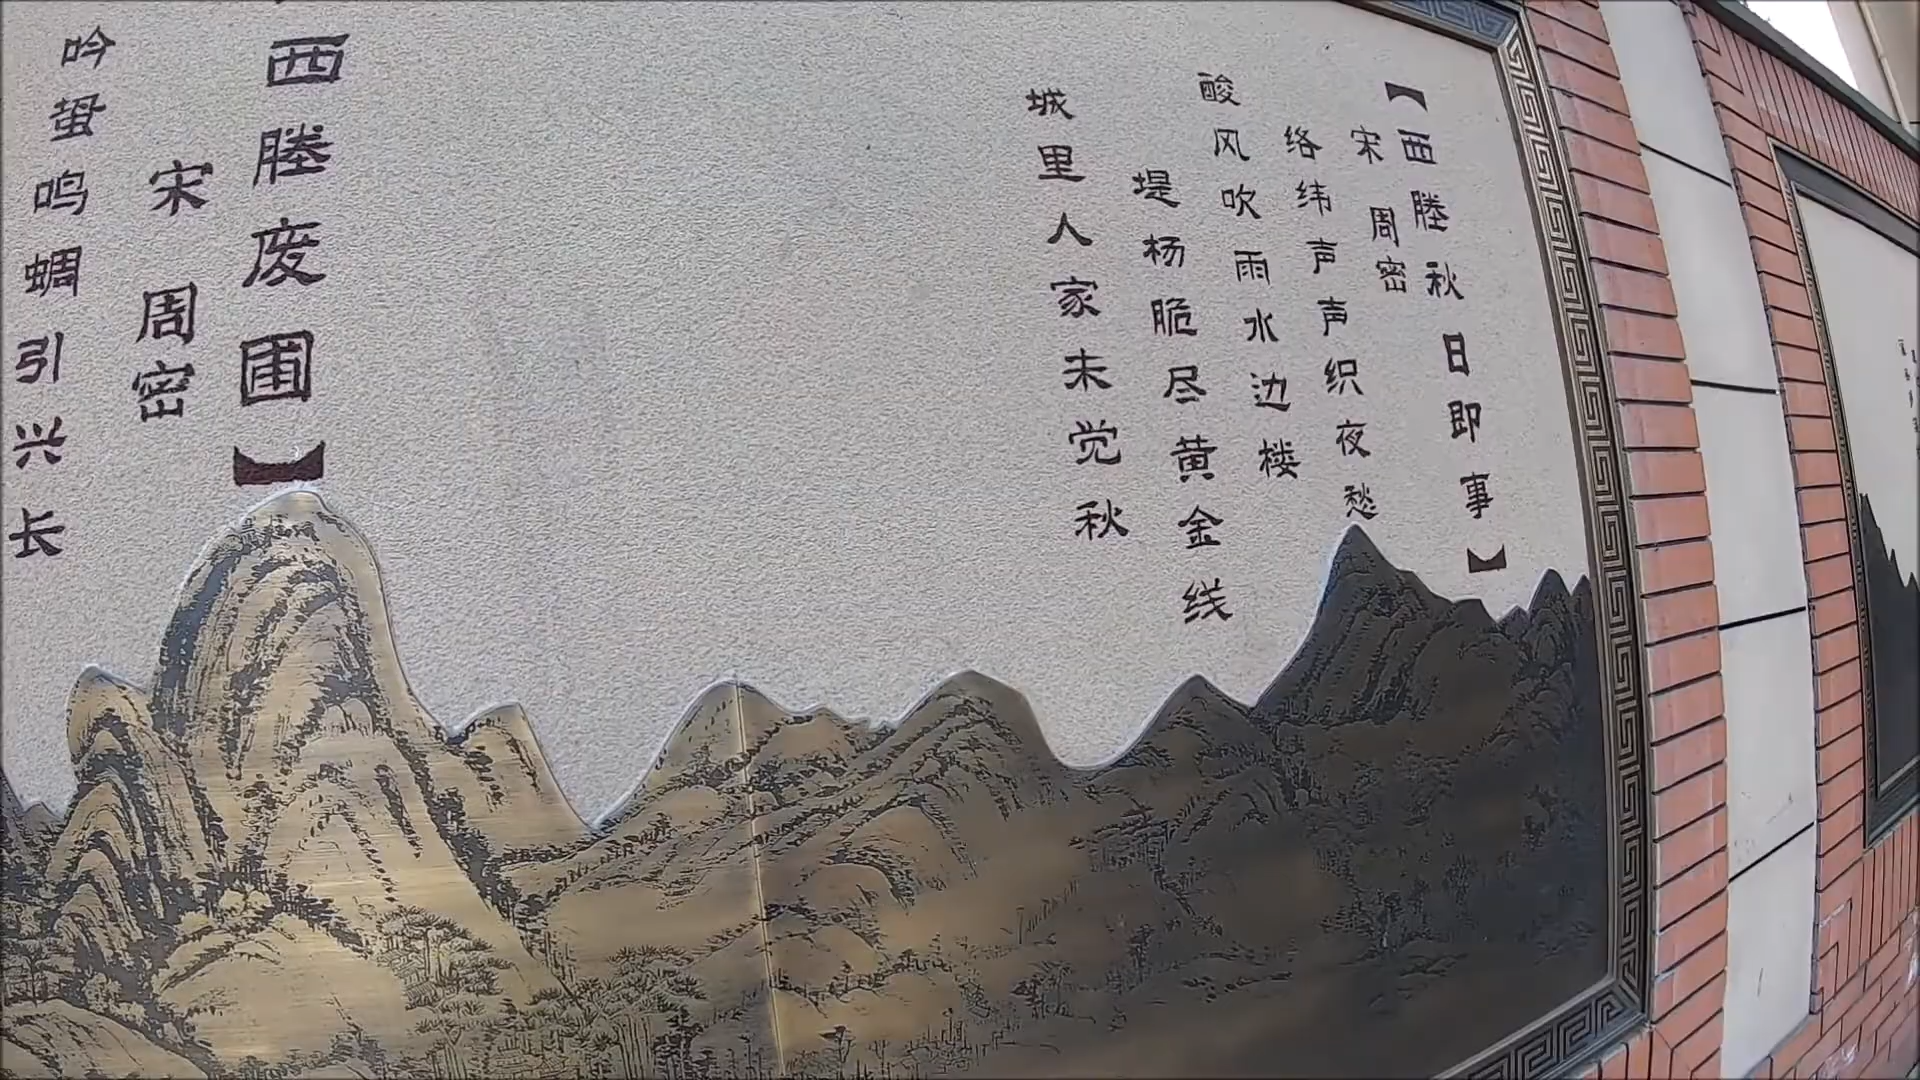 【西塍秋日即事】
宋 周密
络纬声声织夜愁
酸风吹雨水边楼
堤杨脆尽黄金线
城里人家未觉秋
西塍废圃】
宋 周密
吟蛩鸣蜩引兴长